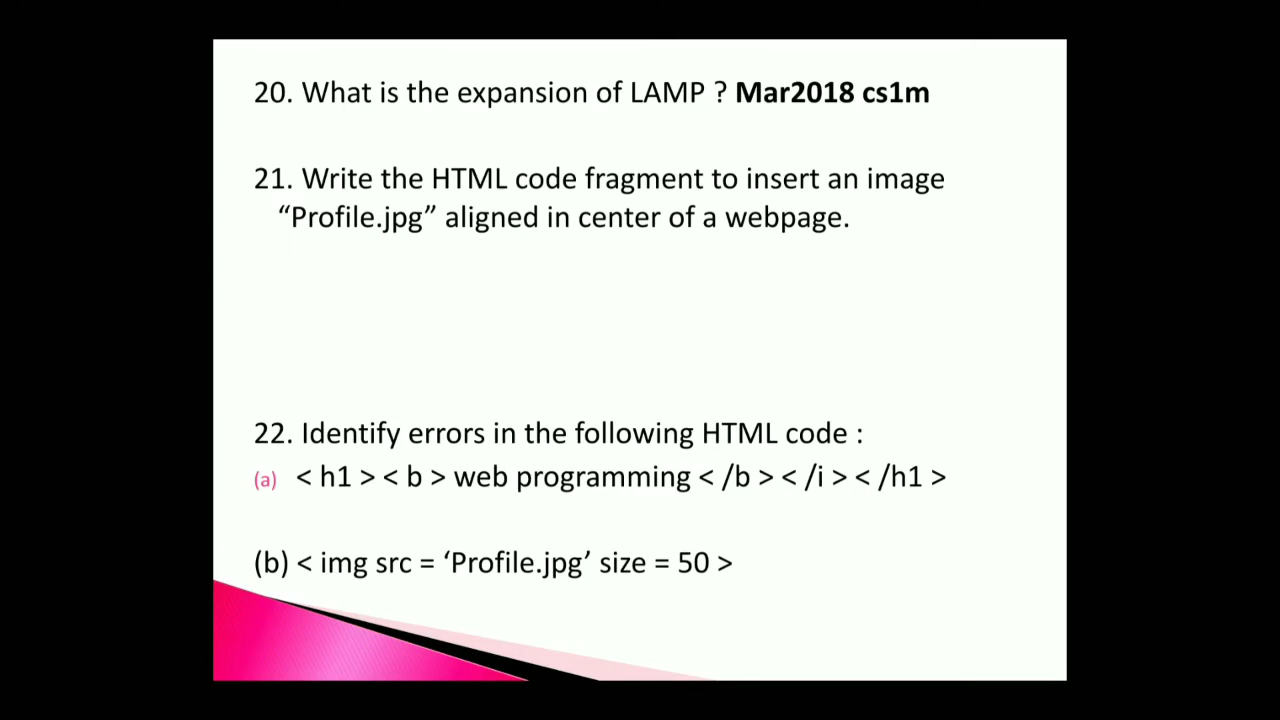 20. What is the expansion of LAMP ? Mar2018 cs1m
21. Write the HTML code fragment to insert an image
“Profile.jpg” aligned in center of a webpage.
22. Identify errors in the following HTML code :
(a) < h1 > < b > web programming < /b > < /i > < /h1 >
(b) < img src = ‘Profile.jpg’ size = 50 >